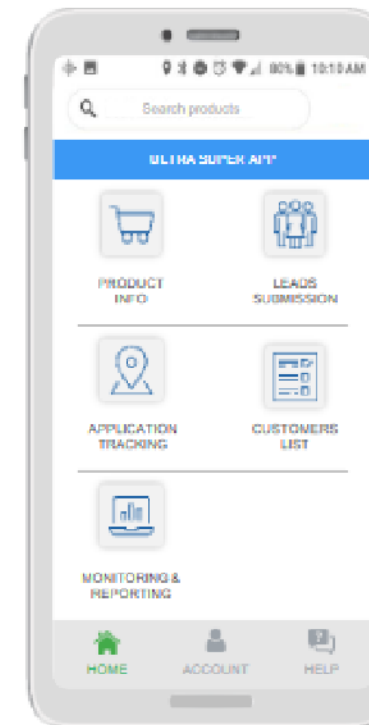 80% 10:10 AM
Search products
ULTRA SUPER APP
PRODUCT
INFO
LEADS
SUBMISSION
APPLICATION
TRACKING
CUSTOMERS
LIST
MONITORING &
REPORTING
HOME
ACCOUNT
HELP